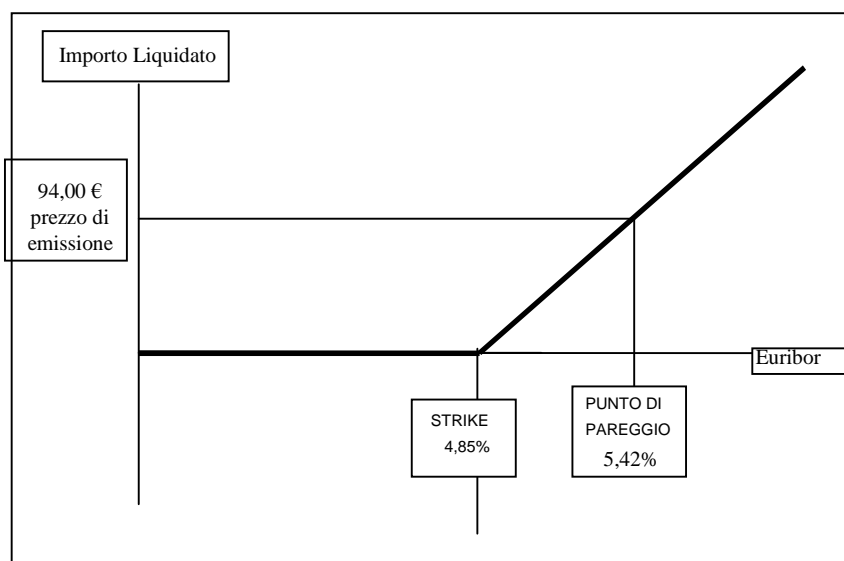 Importo Liquidato
94,00 €
prezzo di
emissione
Euribor
STRIKE
4,85%
PUNTO DI
PAREGGIO
5,42%